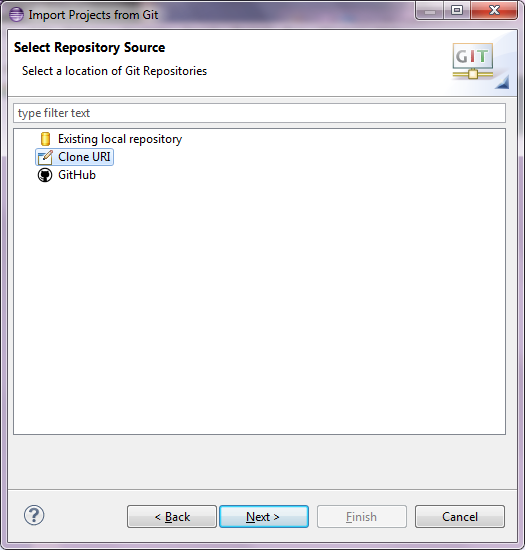 Import Projects from Git
Select Repository Source
Select a location of Git Repositories
GIT
type filter text
Existing local repository
Clone URI
GitHub
?
< Back
Next >
Finish
Cancel